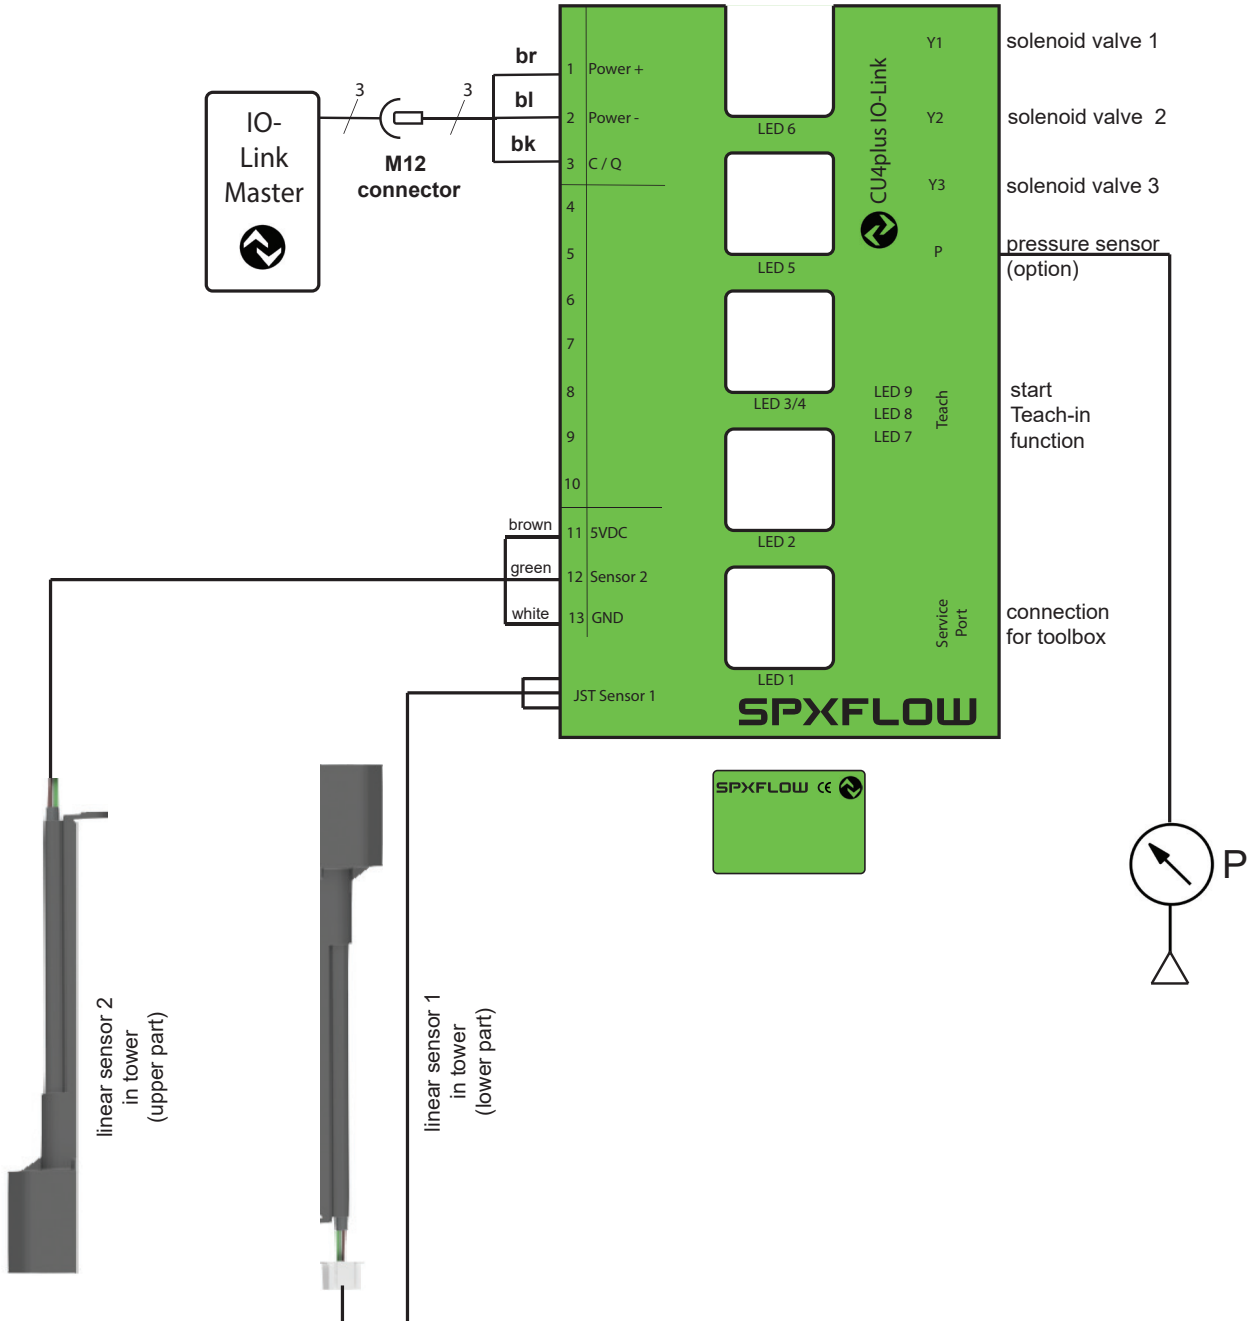 IO-
Link
Master
3
3
M12
connector
br
bl
bk
1 Power +
2 Power -
3 C / Q
4
5
6
7
8
9
10
brown
11 5VDC
green
12 Sensor 2
white
13 GND
JST Sensor 1
LED 6
LED 5
LED 3/4
LED 2
LED 1
CU4plus IO-Link
Y1
Y2
Y3
P
LED 9
LED 8
LED 7
Teach
Service
Port
SPXFLOW
solenoid valve 1
solenoid valve 2
solenoid valve 3
pressure sensor
(option)
start
Teach-in
function
connection
for toolbox
SPXFLOW CE
P
linear sensor 2
in tower
(upper part)
linear sensor 1
in tower
(lower part)